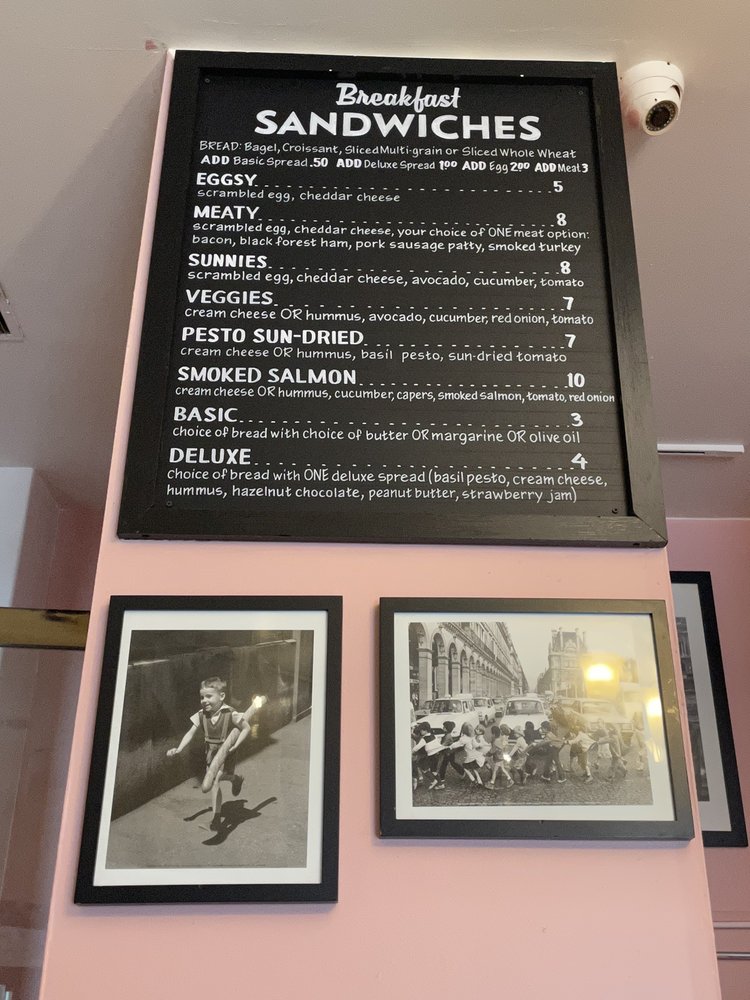 Breakfast
SANDWICHES
BREAD: Bagel, Croissant, Sliced Multi-grain or Sliced Whole Wheat
ADD Basic Spread .50 ADD Deluxe Spread 1.00 ADD Egg 2.00 ADD Meat 3
EGGSY 5
scrambled egg, cheddar cheese
MEATY 8
scrambled egg, cheddar cheese, your choice of ONE meat option:
bacon, black forest ham, pork sausage patty, smoked turkey
SUNNIES 8
scrambled egg, cheddar cheese, avocado, cucumber, tomato
VEGGIES 7
cream cheese OR hummus, avocado, cucumber, red onion, tomato
PESTO SUN-DRIED 7
cream cheese OR hummus, basil pesto, sun-dried tomato
SMOKED SALMON 10
cream cheese OR hummus, cucumber, capers, smoked salmon, tomato, red onion
BASIC 3
choice of bread with choice of butter OR margarine OR olive oil
DELUXE 4
choice of bread with ONE deluxe spread (basil pesto, cream cheese,
hummus, hazelnut chocolate, peanut butter, strawberry jam)